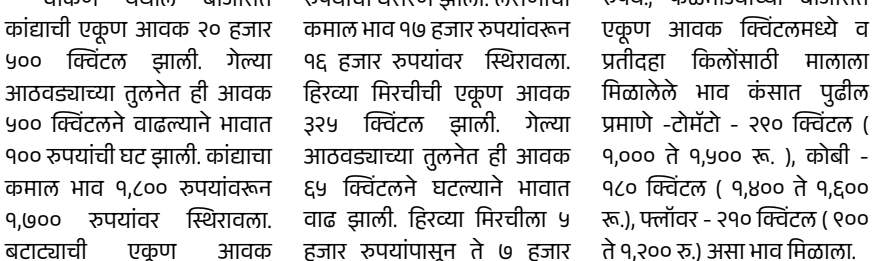 कांद्याची एकूण आवक २० हजार
५०० क्विंटल झाली. गेल्या
आठवड्याच्या तुलनेत ही आवक
५०० क्विंटलने वाढल्याने भावात
१०० रुपयांची घट झाली. कांद्याचा
कमाल भाव १,८०० रुपयांवरून
१,७०० रुपयांवर स्थिरावला.
बटाट्याची एकूण आवक
कमाल भाव १७ हजार रुपयांवरून
१६ हजार रुपयांवर स्थिरावला.
हिरव्या मिरचीची एकूण आवक
३२५ क्विंटल झाली. गेल्या
आठवड्याच्या तुलनेत ही आवक
६५ क्विंटलने घटल्याने भावात
वाढ झाली. हिरव्या मिरचीला ५
हजार रुपयांपासून ते ७ हजार
एकूण आवक क्विंटलमध्ये व
प्रतीदहा किलोंसाठी मालाला
मिळालेले भाव कंसात पुढील
प्रमाणे -टोमॅटो - २९० क्विंटल (
१,००० ते १,५०० रू. ), कोबी -
१८० क्विंटल ( १,४०० ते १,६००
रू.), फ्लॉवर - २१० क्विंटल ( ९००
ते १,२०० रु.) असा भाव मिळाला.